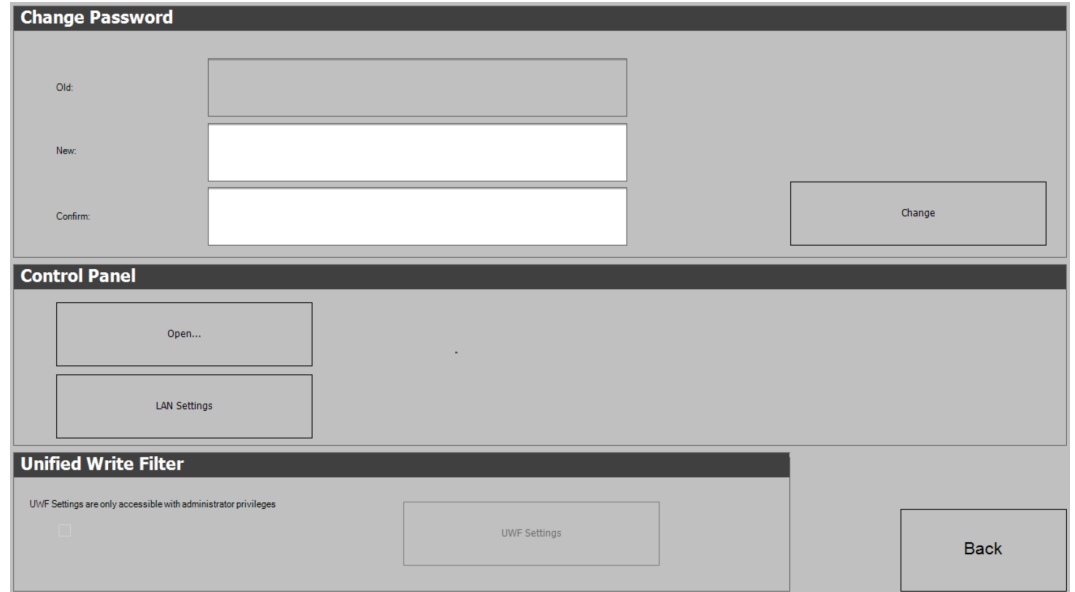 Change Password
Old:
New:
Confirm:
Change
Control Panel
Open...
LAN Settings
Unified Write Filter
UWF Settings are only accessible with administrator privileges
UWF Settings
Back